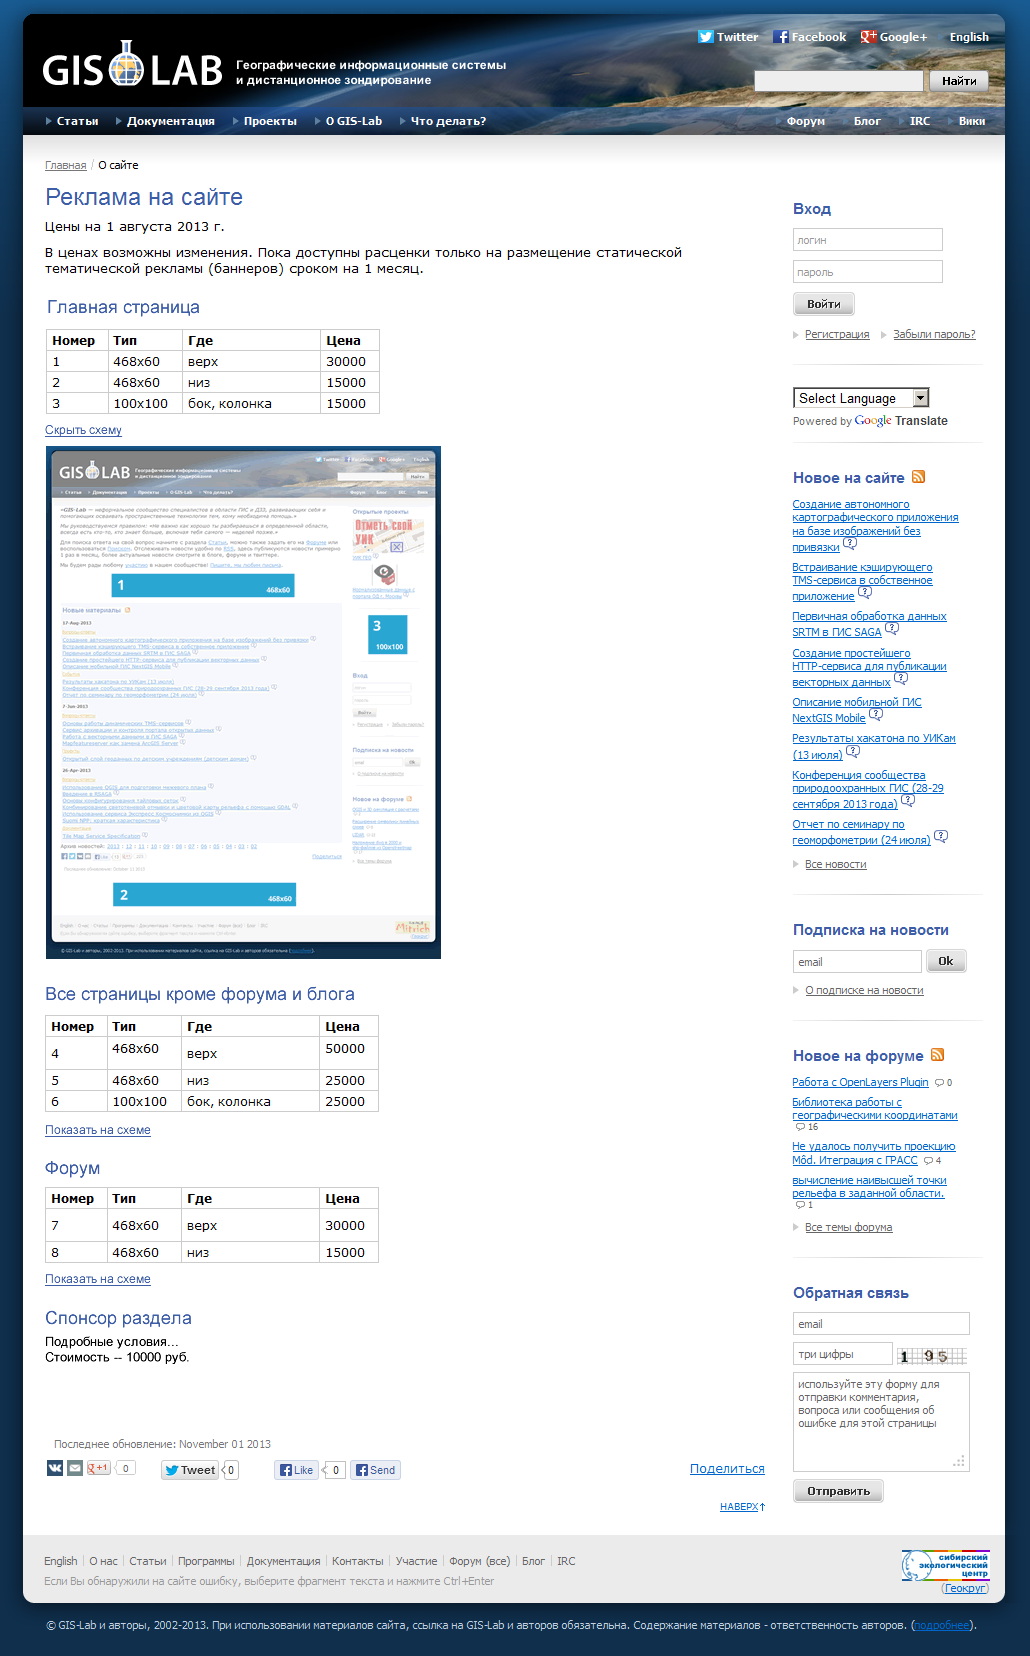 Twitter Facebook Google+ English
GIS LAB
Географические информационные системы
и дистанционное зондирование
Найти
Статьи Документация Проекты О GIS-Lab Что делать? Форум Блог IRC Вики
Главная / О сайте
Реклама на сайте
Цены на 1 августа 2013 г.
В ценах возможны изменения. Пока доступны расценки только на размещение статической
тематической рекламы (баннеров) сроком на 1 месяц.
Главная страница
Номер Тип Где Цена
1 468x60 верх 30000
2 468x60 низ 15000
3 100x100 бок, колонка 15000
Скрыть схему
GIS LAB
1 468x60
3 100x100
2 468x60
Все страницы кроме форума и блога
Номер Тип Где Цена
4 468x60 верх 50000
5 468x60 низ 25000
6 100x100 бок, колонка 25000
Показать на схеме
Форум
Номер Тип Где Цена
7 468x60 верх 30000
8 468x60 низ 15000
Показать на схеме
Спонсор раздела
Подробные условия...
Стоимость -- 10000 руб.
Последнее обновление: November 01 2013
+1 0 Tweet 0 Like 0 Send
Поделиться
НАВЕРХ↑
Вход
логин
пароль
Войти
Регистрация Забыли пароль?
Select Language
Powered by Google Translate
Новое на сайте
Создание автономного
картографического приложения
на базе изображений без
привязки
Встраивание кэширующего
TMS-сервиса в собственное
приложение
Первичная обработка данных
SRTM в ГИС SAGA
Создание простейшего
HTTP-сервиса для публикации
векторных данных
Описание мобильной ГИС
NextGIS Mobile
Результаты хакатона по УИКам
(13 июля)
Конференция сообщества
природоохранных ГИС (28-29
сентября 2013 года)
Отчет по семинару по
геоморфометрии (24 июля)
Все новости
Подписка на новости
email Ok
О подписке на новости
Новое на форуме
Работа с OpenLayers Plugin 0
Библиотека работы с
географическими координатами
16
Не удалось получить проекцию
Môd. Итеграция с ГРАСС 4
вычисление наивысшей точки
рельефа в заданной области.
1
Все темы форума
Обратная связь
email
три цифры 1 9 5
используйте эту форму для
отправки комментария,
вопроса или сообщения об
ошибке для этой страницы
Отправить
English О нас Статьи Программы Документация Контакты Участие Форум (все) Блог IRC
Если Вы обнаружили на сайте ошибку, выберите фрагмент текста и нажмите Ctrl+Enter
сибирский
экологический
центр
(Геокруг)
© GIS-Lab и авторы, 2002-2013. При использовании материалов сайта, ссылка на GIS-Lab и авторов обязательна. Содержание материалов - ответственность авторов. (подробнее).